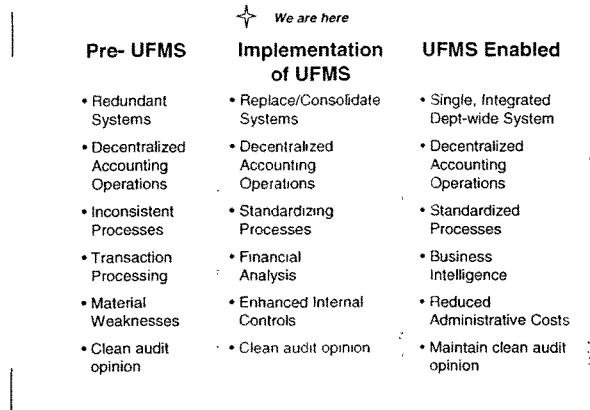 We are here
Pre- UFMS
• Redundant
Systems
• Decentralized
Accounting
Operations
• Inconsistent
Processes
• Transaction
Processing
• Material
Weaknesses
• Clean audit
opinion
Implementation
of UFMS
• Replace/Consolidate
Systems
• Decentralized
Accounting
Operations
• Standardizing
Processes
• Financial
Analysis
• Enhanced Internal
Controls
• Clean audit opinion
UFMS Enabled
• Single, Integrated
Dept-wide System
• Decentralized
Accounting
Operations
• Standardized
Processes
• Business
Intelligence
• Reduced
Administrative Costs
• Maintain clean audit
opinion